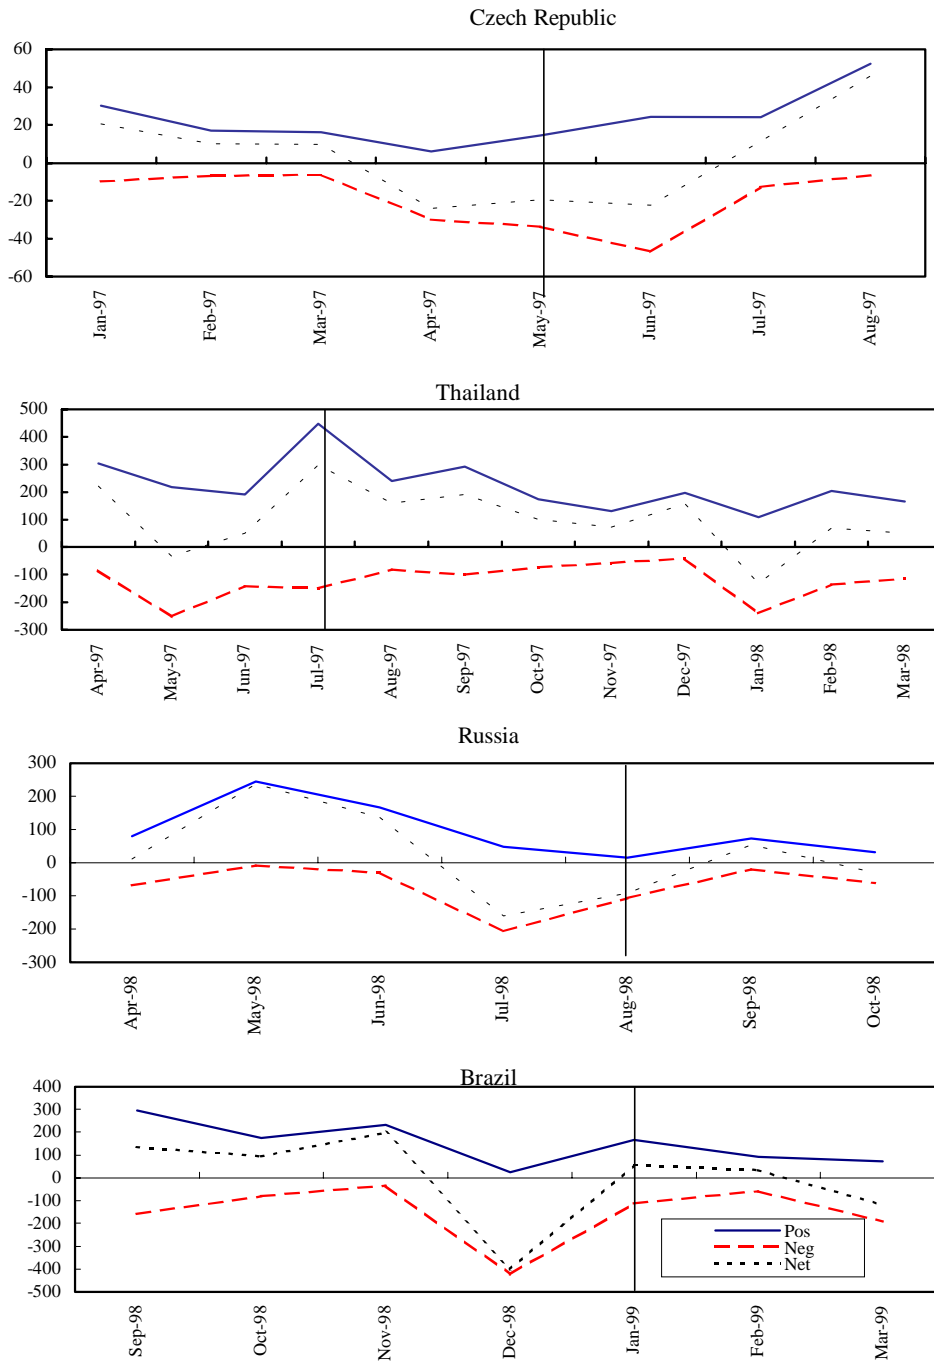 Czech Republic
60
40
20
0
-20
-40
-60
Jan-97
Feb-97
Mar-97
Apr-97
May-97
Jun-97
Jul-97
Aug-97
Thailand
500
400
300
200
100
0
-100
-200
-300
Apr-97
May-97
Jun-97
Jul-97
Aug-97
Sep-97
Oct-97
Nov-97
Dec-97
Jan-98
Feb-98
Mar-98
Russia
300
200
100
0
-100
-200
-300
Apr-98
May-98
Jun-98
Jul-98
Aug-98
Sep-98
Oct-98
Brazil
400
300
200
100
0
-100
-200
-300
-400
-500
Pos
Neg
Net
Sep-98
Oct-98
Nov-98
Dec-98
Jan-99
Feb-99
Mar-99